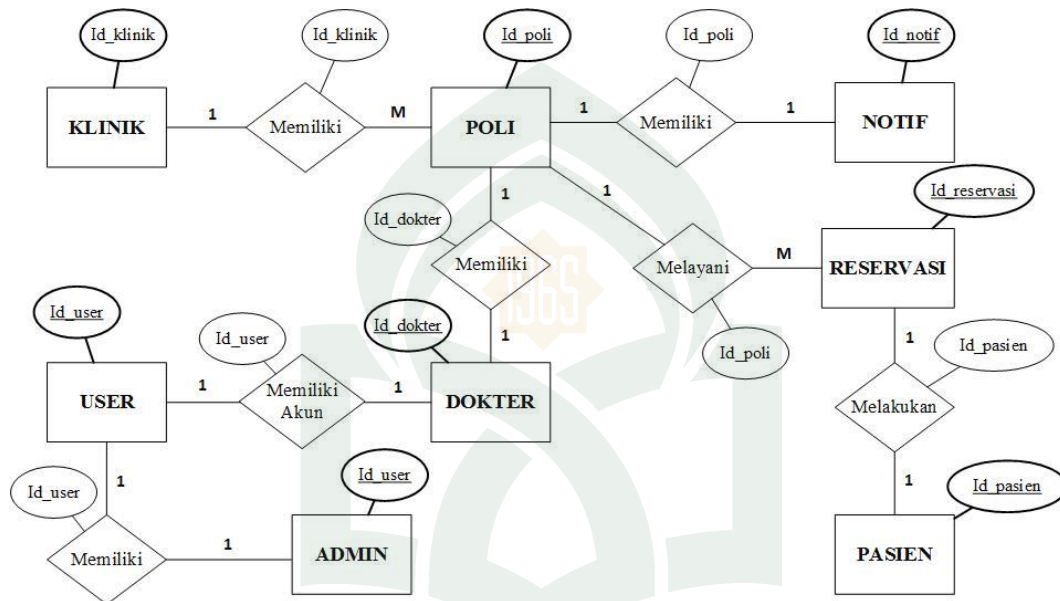 Id_klinik
Id_klinik
Id_poli
Id_poli
Id_notif
KLINIK
1
Memiliki
M
POLI
1
Memiliki
1
NOTIF
1
1
Id_reservasi
Id_dokter
Memiliki
Melayani
M
RESERVASI
1965
Id_user
Id_user
Id_dokter
1
1
Id_poli
Id_pasien
USER
1
Memiliki
Akun
1
DOKTER
Melakukan
Id_user
1
Id_user
1
Id_pasien
Memiliki
1
ADMIN
PASIEN